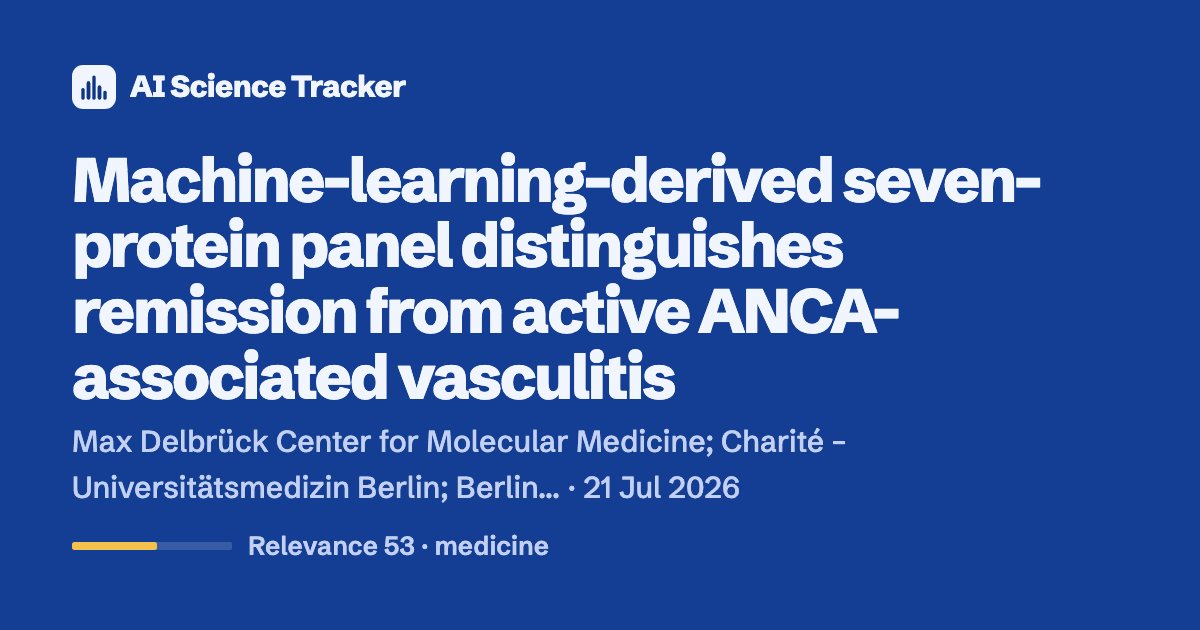 AI Science Tracker
Machine-learning-derived seven-
protein panel distinguishes
remission from active ANCA-
associated vasculitis
Max Delbrück Center for Molecular Medicine; Charité –
Universitätsmedizin Berlin; Berlin... · 21 Jul 2026
Relevance 53 · medicine